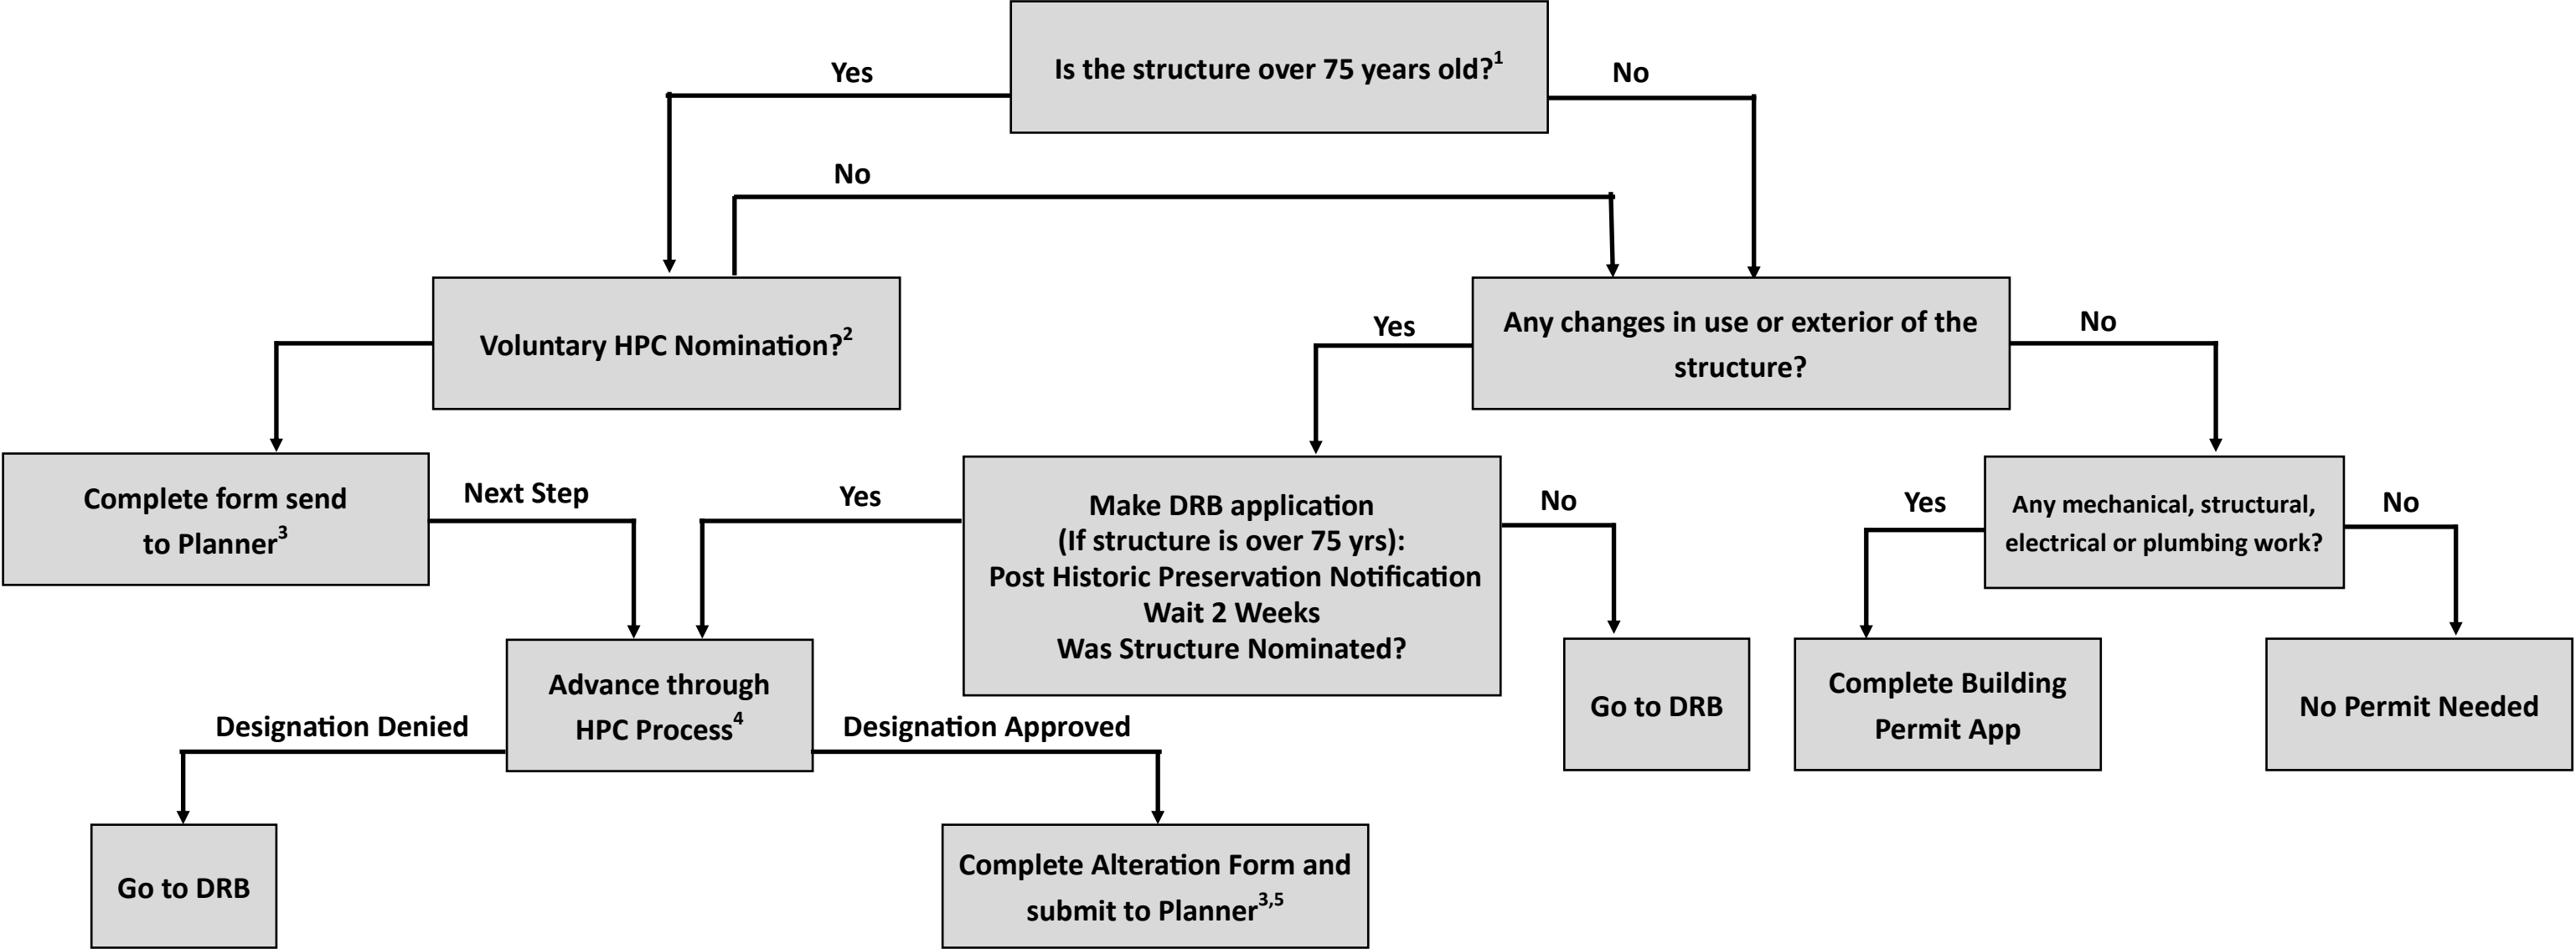 Is the structure over 75 years old?¹
Yes
No
No
Voluntary HPC Nomination?²
Any changes in use or exterior of the
structure?
Yes
No
Complete form send
to Planner³
Next Step
Yes
Make DRB application
(If structure is over 75 yrs):
Post Historic Preservation Notification
Wait 2 Weeks
Was Structure Nominated?
No
Yes
Any mechanical, structural,
electrical or plumbing work?
No
Advance through
HPC Process⁴
Go to DRB
Complete Building
Permit App
No Permit Needed
Designation Denied
Designation Approved
Go to DRB
Complete Alteration Form and
submit to Planner³,⁵